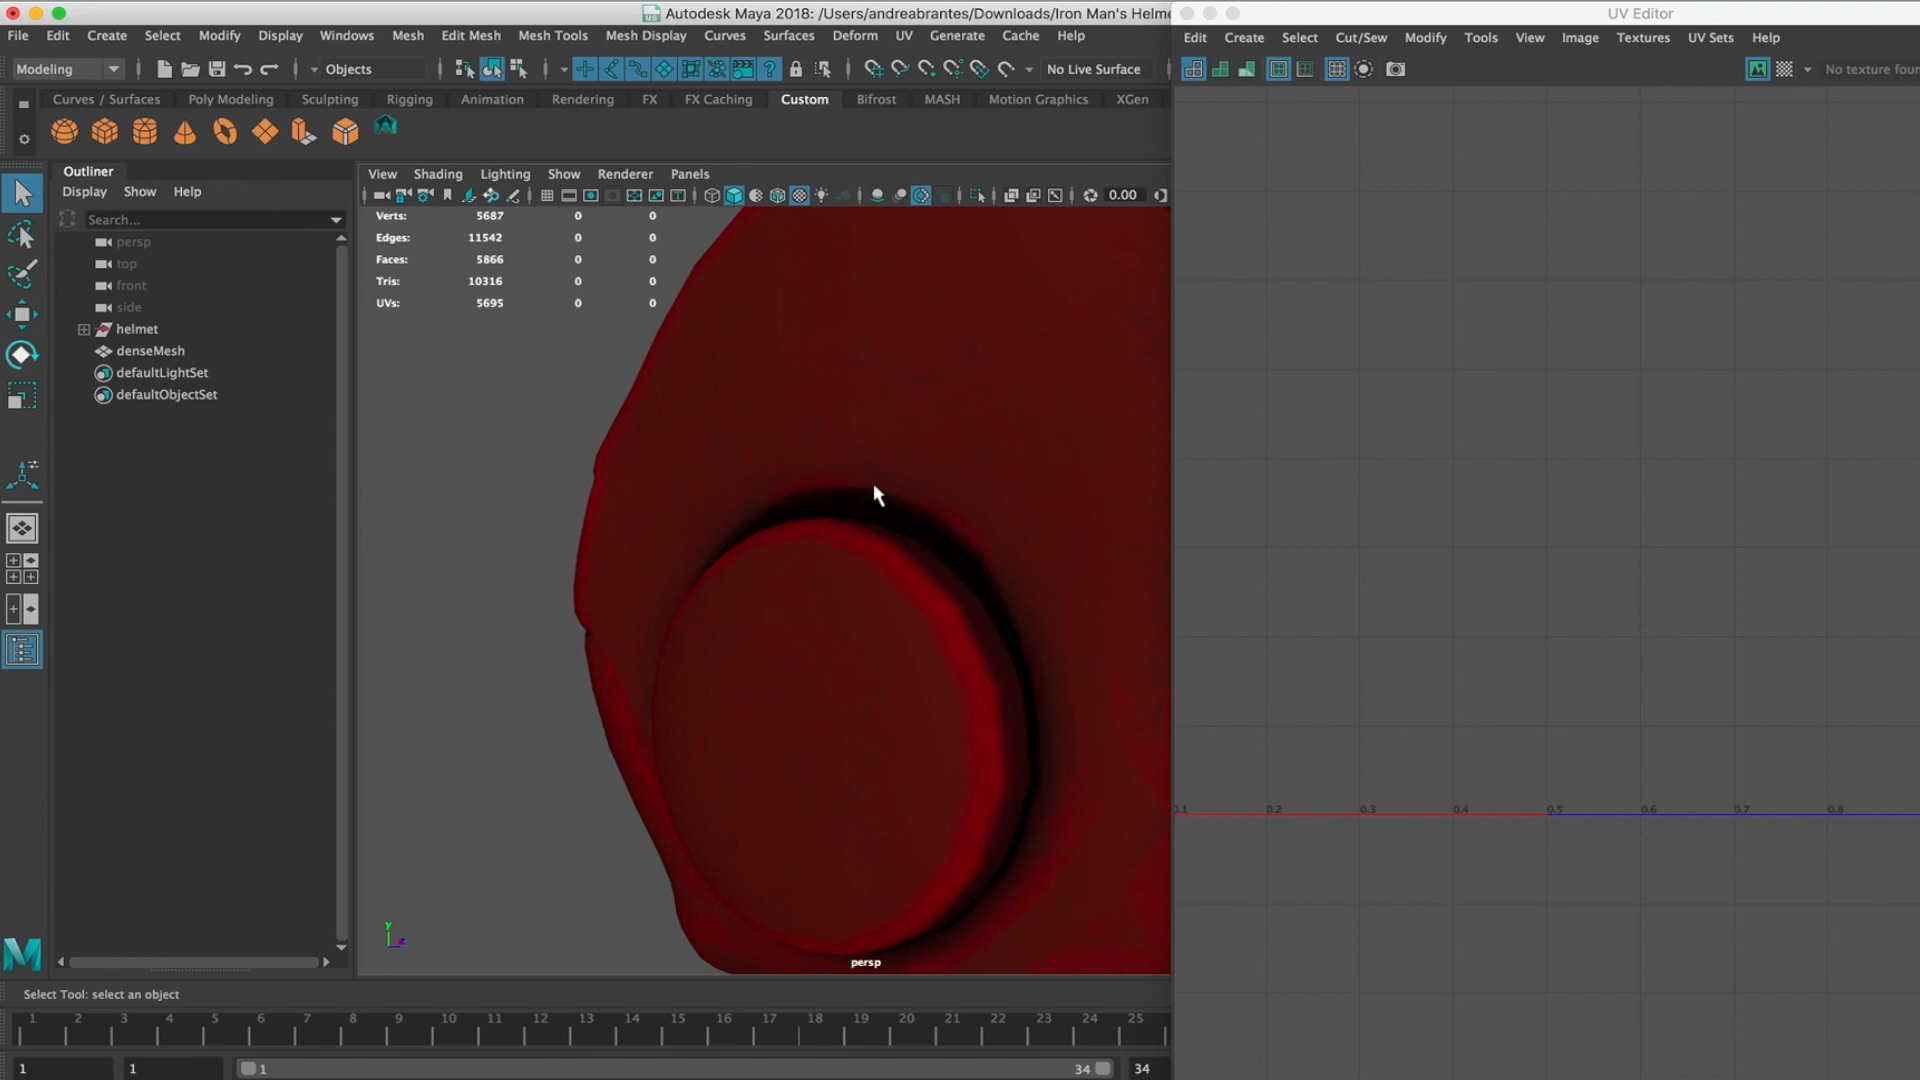 Autodesk Maya 2018: /Users/andreabrantes/Downloads/Iron Man's Helme
UV Editor
File Edit Create Select Modify Display Windows Mesh Edit Mesh Mesh Tools Mesh Display Curves Surfaces Deform UV Generate Cache Help
Edit Create Select Cut/Sew Modify Tools View Image Textures UV Sets Help
Modeling Objects No Live Surface
No texture four
Curves / Surfaces Poly Modeling Sculpting Rigging Animation Rendering FX FX Caching Custom Bifrost MASH Motion Graphics XGen
Outliner
Display Show Help
View Shading Lighting Show Renderer Panels
0.00
Search...
Verts: 5687 0 0
Edges: 11542 0 0
Faces: 5866 0 0
Tris: 10316 0 0
UVs: 5695 0 0
persp
top
front
side
helmet
denseMesh
defaultLightSet
defaultObjectSet
0.1 0.2 0.3 0.4 0.5 0.6 0.7 0.8
y
z
persp
Select Tool: select an object
1 2 3 4 5 6 7 8 9 10 11 12 13 14 15 16 17 18 19 20 21 22 23 24 25
1 1 1 34 34